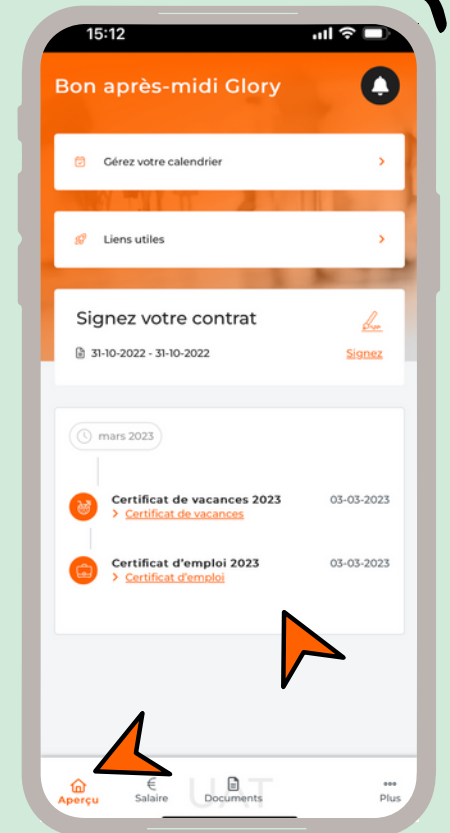 15:12
Bon après-midi Glory
Gérez votre calendrier
Liens utiles
Signez votre contrat
31-10-2022 - 31-10-2022 Signez
mars 2023
Certificat de vacances 2023 03-03-2023
> Certificat de vacances
Certificat d'emploi 2023 03-03-2023
> Certificat d'emploi
UAT
Aperçu Salaire Documents Plus